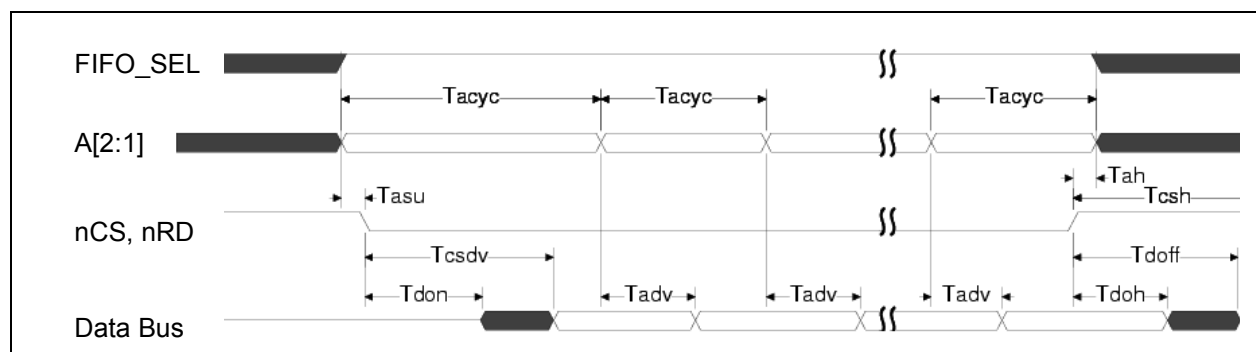 FIFO_SEL
Tacyc Tacyc Tacyc
A[2:1]
Tah
Tasu Tcsh
nCS, nRD
Tcsdv Tdoff
Tdon Tadv Tadv Tadv Tdoh
Data Bus